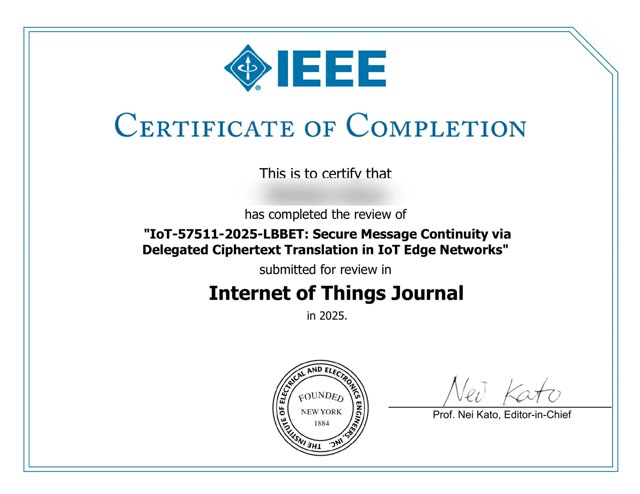 IEEE
CERTIFICATE OF COMPLETION
This is to certify that
has completed the review of
"IoT-57511-2025-LBBET: Secure Message Continuity via
Delegated Ciphertext Translation in IoT Edge Networks"
submitted for review in
Internet of Things Journal
in 2025.
THE INSTITUTE OF ELECTRICAL AND ELECTRONICS ENGINEERS, INC.
FOUNDED
NEW YORK
1884
Nei Kato
Prof. Nei Kato, Editor-in-Chief